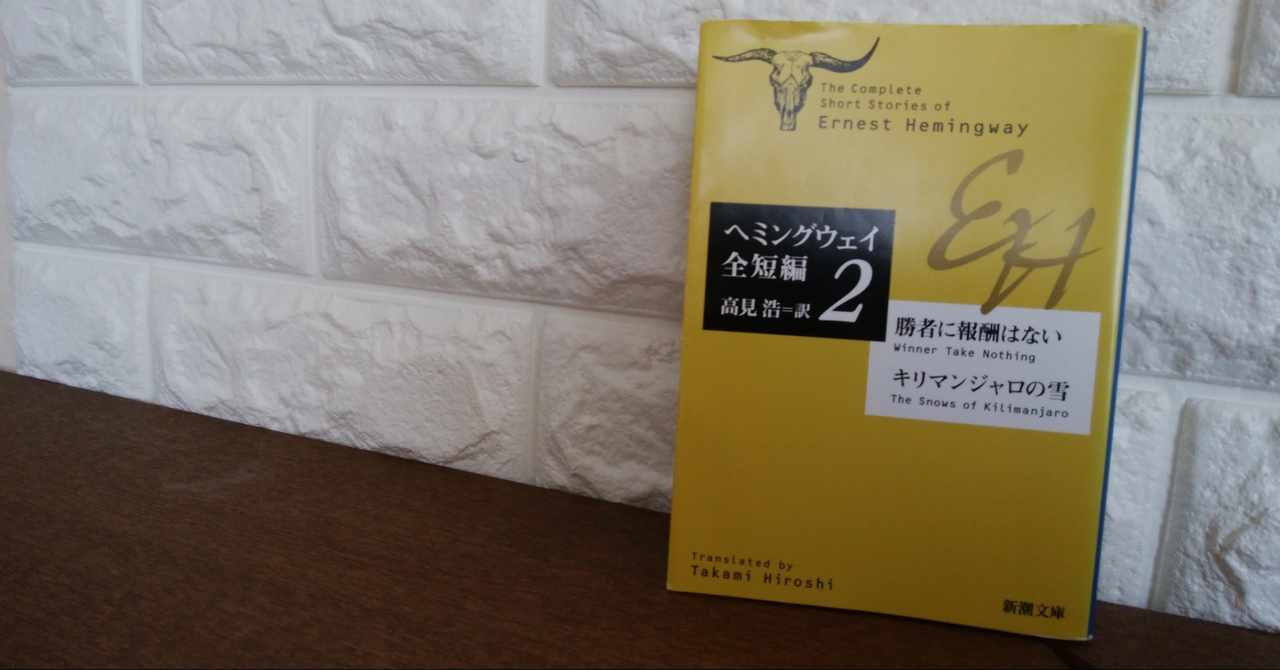 The Complete
Short Stories of
Ernest Hemingway
EH
ヘミングウェイ
全短編
2
高見 浩=訳
勝者に報酬はない
Winner Take Nothing
キリマンジャロの雪
The Snows of Kilimanjaro
Translated by
Takami Hiroshi
新潮文庫